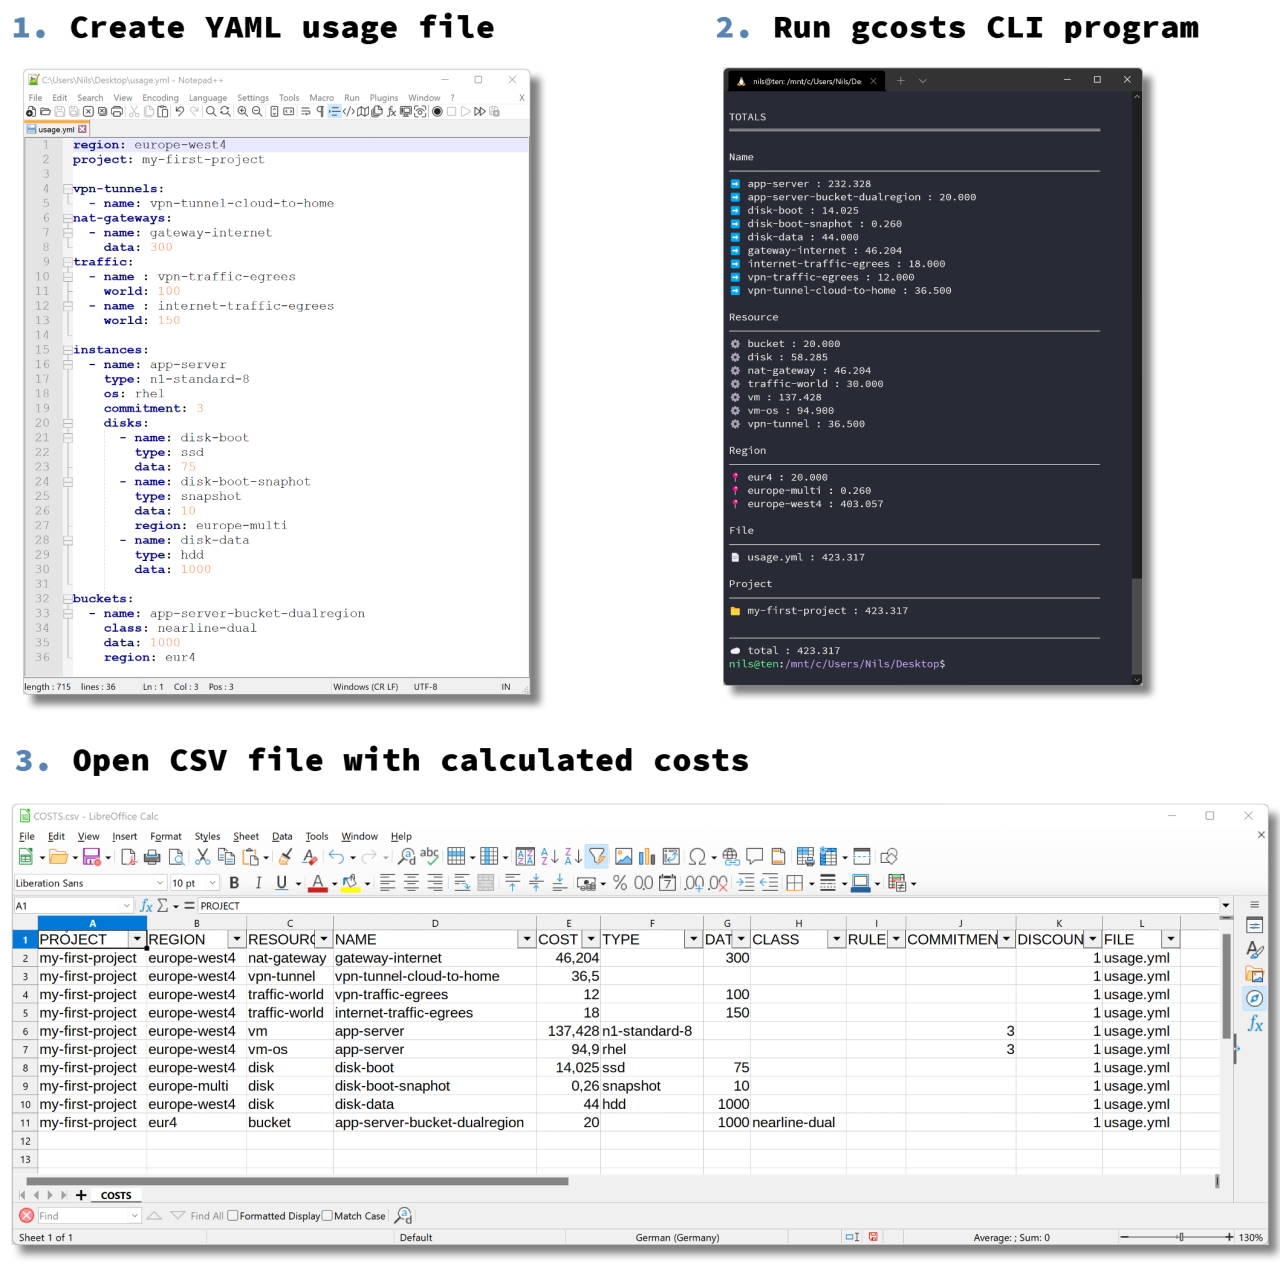 1. Create YAML usage file
C:\Users\Nils\Desktop\usage.yml - Notepad++
File Edit Search View Encoding Language Settings Tools Macro Run Plugins Window ? X
usage.yml
1 region: europe-west4
2 project: my-first-project
3
4 vpn-tunnels:
5 - name: vpn-tunnel-cloud-to-home
6 nat-gateways:
7 - name: gateway-internet
8 data: 300
9 traffic:
10 - name : vpn-traffic-egrees
11 world: 100
12 - name : internet-traffic-egrees
13 world: 150
14
15 instances:
16 - name: app-server
17 type: n1-standard-8
18 os: rhel
19 commitment: 3
20 disks:
21 - name: disk-boot
22 type: ssd
23 data: 75
24 - name: disk-boot-snaphot
25 type: snapshot
26 data: 10
27 region: europe-multi
28 - name: disk-data
29 type: hdd
30 data: 1000
31
32 buckets:
33 - name: app-server-bucket-dualregion
34 class: nearline-dual
35 data: 1000
36 region: eur4
length : 715 lines : 36 Ln : 1 Col : 3 Pos : 3 Windows (CR LF) UTF-8 IN
2. Run gcosts CLI program
nils@ten: /mnt/c/Users/Nils/De
TOTALS
Name
app-server : 232.328
app-server-bucket-dualregion : 20.000
disk-boot : 14.025
disk-boot-snaphot : 0.260
disk-data : 44.000
gateway-internet : 46.204
internet-traffic-egrees : 18.000
vpn-traffic-egrees : 12.000
vpn-tunnel-cloud-to-home : 36.500
Resource
bucket : 20.000
disk : 58.285
nat-gateway : 46.204
traffic-world : 30.000
vm : 137.428
vm-os : 94.900
vpn-tunnel : 36.500
Region
eur4 : 20.000
europe-multi : 0.260
europe-west4 : 403.057
File
usage.yml : 423.317
Project
my-first-project : 423.317
total : 423.317
nils@ten:/mnt/c/Users/Nils/Desktop$
3. Open CSV file with calculated costs
COSTS.csv - LibreOffice Calc
File Edit View Insert Format Styles Sheet Data Tools Window Help
Liberation Sans 10 pt
A1 PROJECT
A B C D E F G H I J K L
1 PROJECT REGION RESOURC NAME COST TYPE DAT CLASS RULE COMMITMEN DISCOUN FILE
2 my-first-project europe-west4 nat-gateway gateway-internet 46,204 300 1 usage.yml
3 my-first-project europe-west4 vpn-tunnel vpn-tunnel-cloud-to-home 36,5 1 usage.yml
4 my-first-project europe-west4 traffic-world vpn-traffic-egrees 12 100 1 usage.yml
5 my-first-project europe-west4 traffic-world internet-traffic-egrees 18 150 1 usage.yml
6 my-first-project europe-west4 vm app-server 137,428 n1-standard-8 3 1 usage.yml
7 my-first-project europe-west4 vm-os app-server 94,9 rhel 3 1 usage.yml
8 my-first-project europe-west4 disk disk-boot 14,025 ssd 75 1 usage.yml
9 my-first-project europe-multi disk disk-boot-snaphot 0,26 snapshot 10 1 usage.yml
10 my-first-project europe-west4 disk disk-data 44 hdd 1000 1 usage.yml
11 my-first-project eur4 bucket app-server-bucket-dualregion 20 1000 nearline-dual 1 usage.yml
12
13
COSTS
Find Find All Formatted Display Match Case
Sheet 1 of 1 Default German (Germany) Average: ; Sum: 0 130%